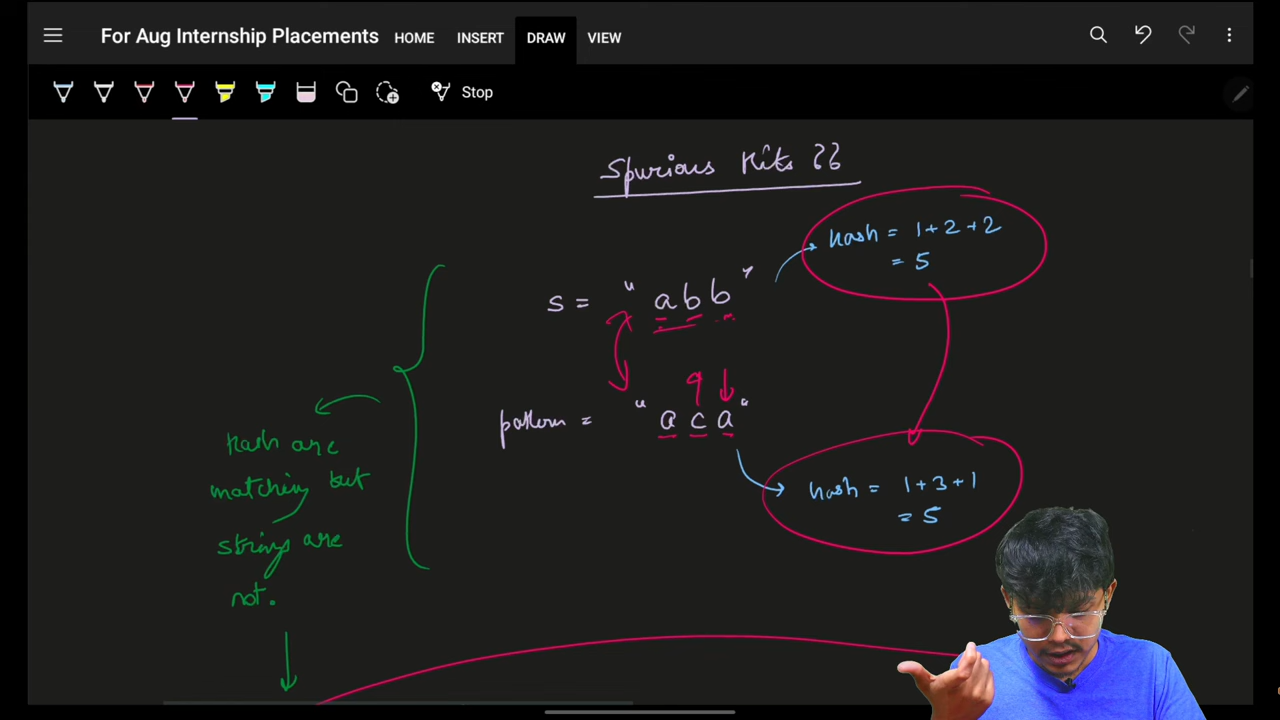 For Aug Internship Placements HOME INSERT DRAW VIEW
Stop
Spurious Hits ??
hash = 1+2+2
= 5
s = "abb"
pattern = "aca"
hash = 1+3+1
= 5
Hash are
matching but
strings are
not.